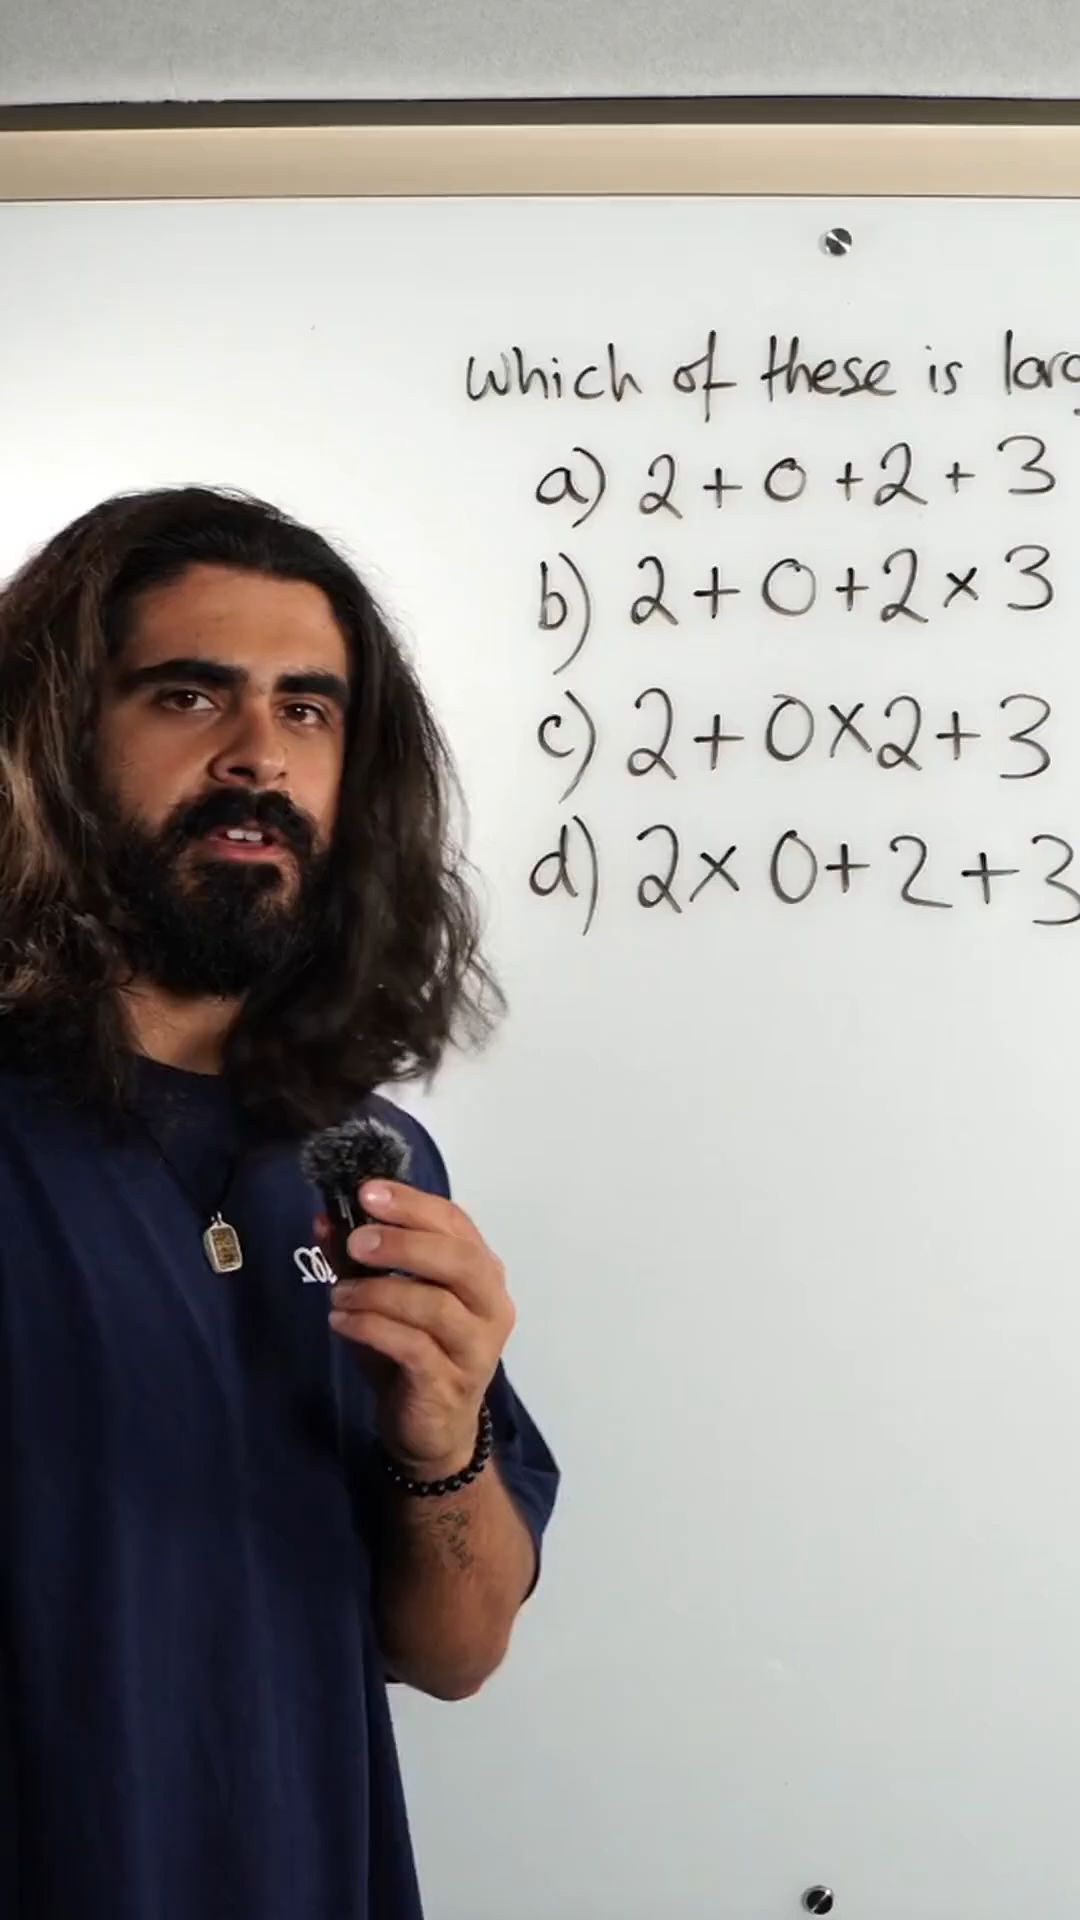 Which of these is larg
a) 2 + 0 + 2 + 3
b) 2 + 0 + 2 × 3
c) 2 + 0 × 2 + 3
d) 2 × 0 + 2 + 3